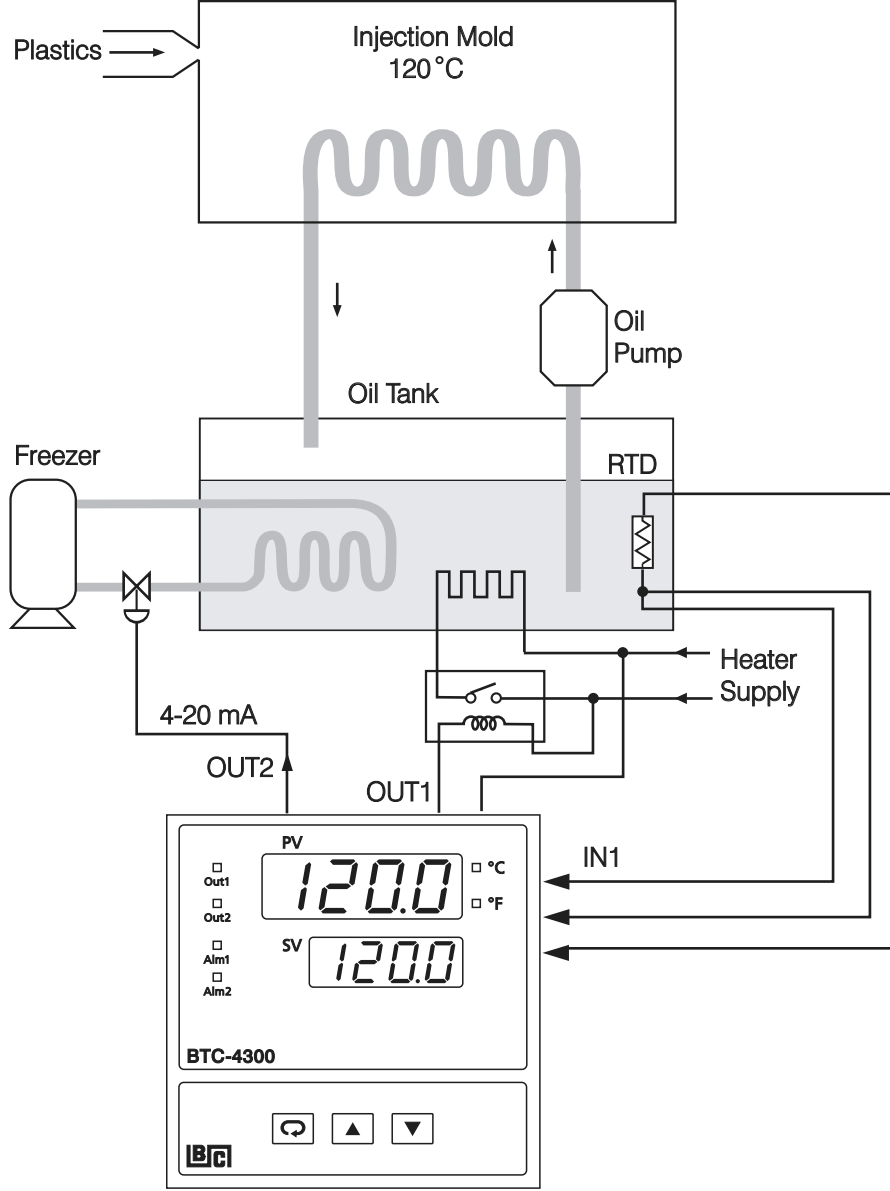 Injection Mold
120°C
Plastics
Oil
Pump
Oil Tank
Freezer
RTD
Heater
Supply
4-20 mA
OUT2
OUT1
IN1
PV
120.0
°C
°F
Out1
Out2
SV
120.0
Alm1
Alm2
BTC-4300
BTC